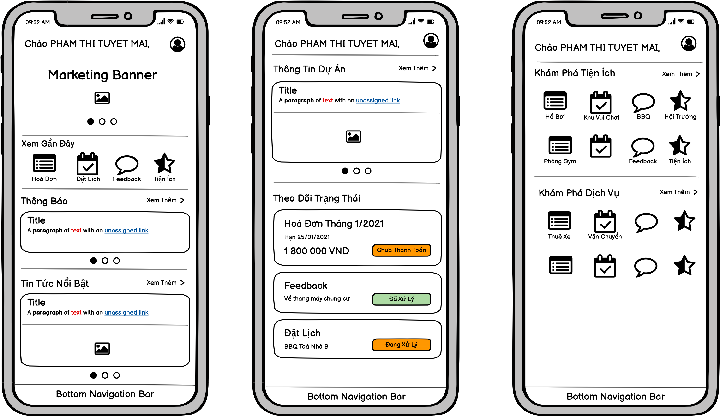 09:52 AM
Chào PHAM THI TUYET MAI,
Marketing Banner
Xem Gần Đây
Hoá Đơn Đặt Lịch Feedback Tiện Ích
Thông Báo Xem Thêm >
Title
A paragraph of text with an unassigned link
Tin Tức Nổi Bật Xem Thêm >
Title
A paragraph of text with an unassigned link
Bottom Navigation Bar
09:52 AM
Chào PHAM THI TUYET MAI,
Thông Tin Dự Án Xem Thêm >
Title
A paragraph of text with an unassigned link
Theo Dõi Trạng Thái
Hoá Đơn Tháng 1/2021
Hạn 25/01/2021
1 800 000 VND Chưa Thanh Toán
Feedback
Về thang máy chung cư Đã Xử Lý
Đặt Lịch
BBQ Toà Nhà B Đang Xử Lý
Bottom Navigation Bar
09:52 AM
Chào PHAM THI TUYET MAI,
Khám Phá Tiện Ích Xem Thêm >
Hồ Bơi Khu Vui Chơi BBQ Hội Trường
Phòng Gym Feedback Tiện Ích
Khám Phá Dịch Vụ Xem Thêm >
Thuê Xe Vận Chuyển
Bottom Navigation Bar